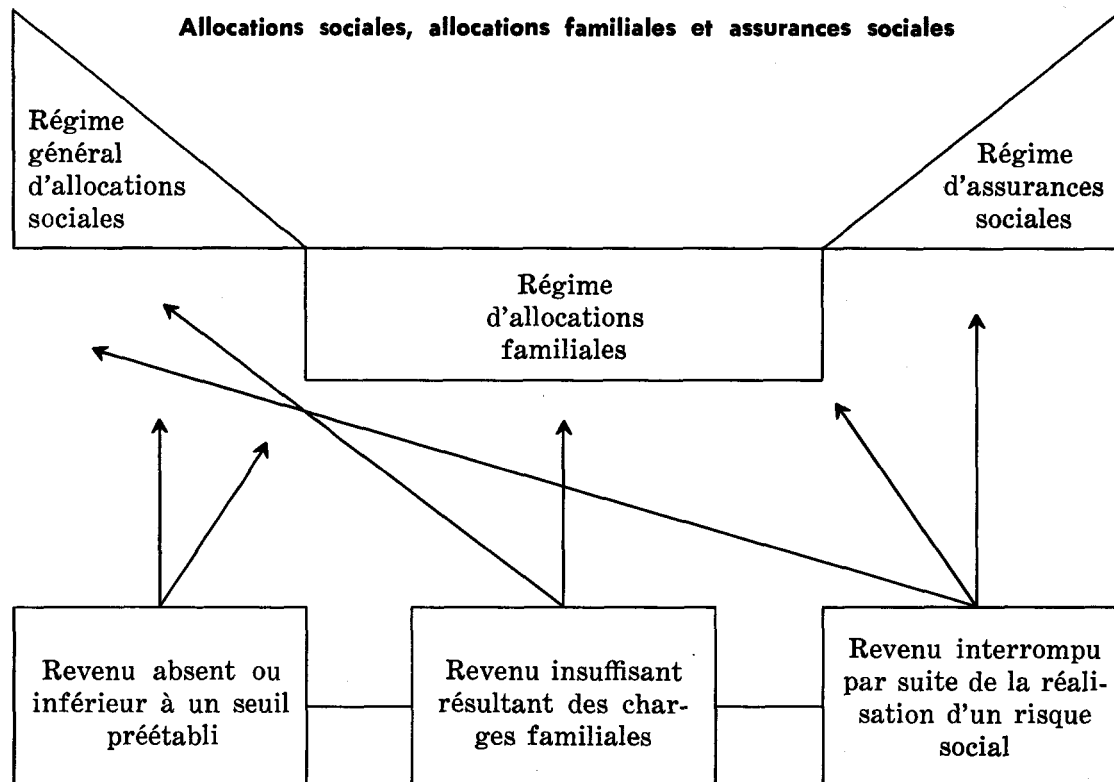 Allocations sociales, allocations familiales et assurances sociales
Régime
général
d'allocations
sociales
Régime
d'assurances
sociales
Régime
d'allocations
familiales
Revenu absent ou
inférieur à un seuil
préétabli
Revenu insuffisant
résultant des char-
ges familiales
Revenu interrompu
par suite de la réali-
sation d'un risque
social